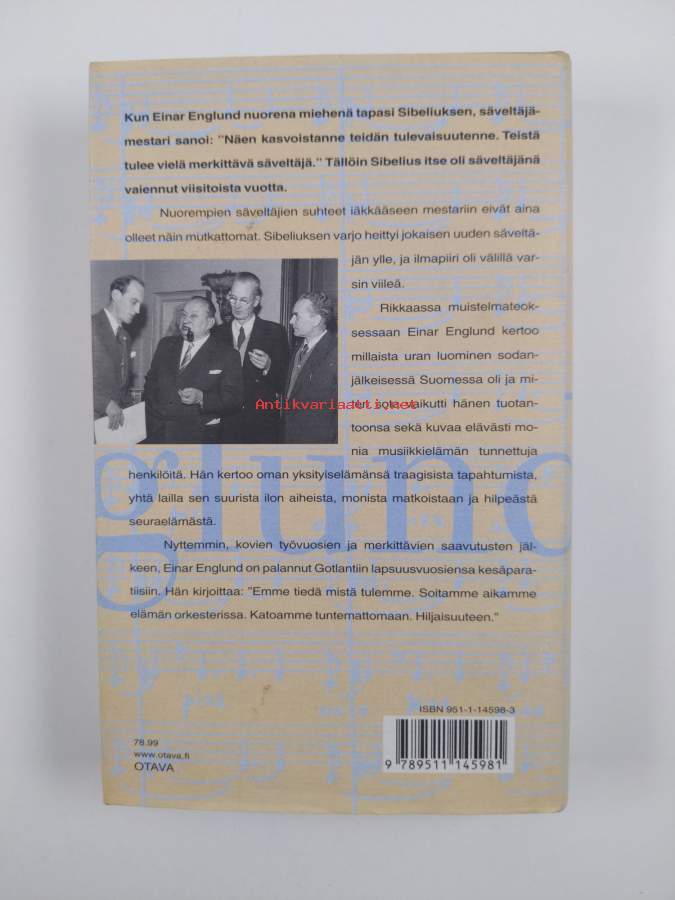 Kun Einar Englund nuorena miehenä tapasi Sibeliuksen, säveltäjä-
mestari sanoi: "Näen kasvoistanne teidän tulevaisuutenne. Teistä
tulee vielä merkittävä säveltäjä." Tällöin Sibelius itse oli säveltäjänä
vaiennut viisitoista vuotta.
Nuorempien säveltäjien suhteet iäkkääseen mestariin eivät aina
olleet näin mutkattomat. Sibeliuksen varjo heittyi jokaisen uuden säveltä-
jän ylle, ja ilmapiiri oli välillä var-
sin viileä.
Rikkaassa muistelmateok-
sessaan Einar Englund kertoo
millaista uran luominen sodan-
jälkeisessä Suomessa oli ja mi-
ten sota vaikutti hänen tuotan-
Antikvariaatti.net
toonsa sekä kuvaa elävästi mo-
nia musiikkielämän tunnettuja
henkilöitä. Hän kertoo oman yksityiselämänsä traagisista tapahtumista,
yhtä lailla sen suurista ilon aiheista, monista matkoistaan ja hilpeästä
seuraelämästä.
glund
Nyttemmin, kovien työvuosien ja merkittävien saavutusten jäl-
keen, Einar Englund on palannut Gotlantiin lapsuusvuosiensa kesäpara-
tiisiin. Hän kirjoittaa: "Emme tiedä mistä tulemme. Soitamme aikamme
elämän orkesterissa. Katoamme tuntemattomaan. Hiljaisuuteen."
ISBN 951-1-14598-3
78.99
www.otava.fi
OTAVA
9 789511 145981